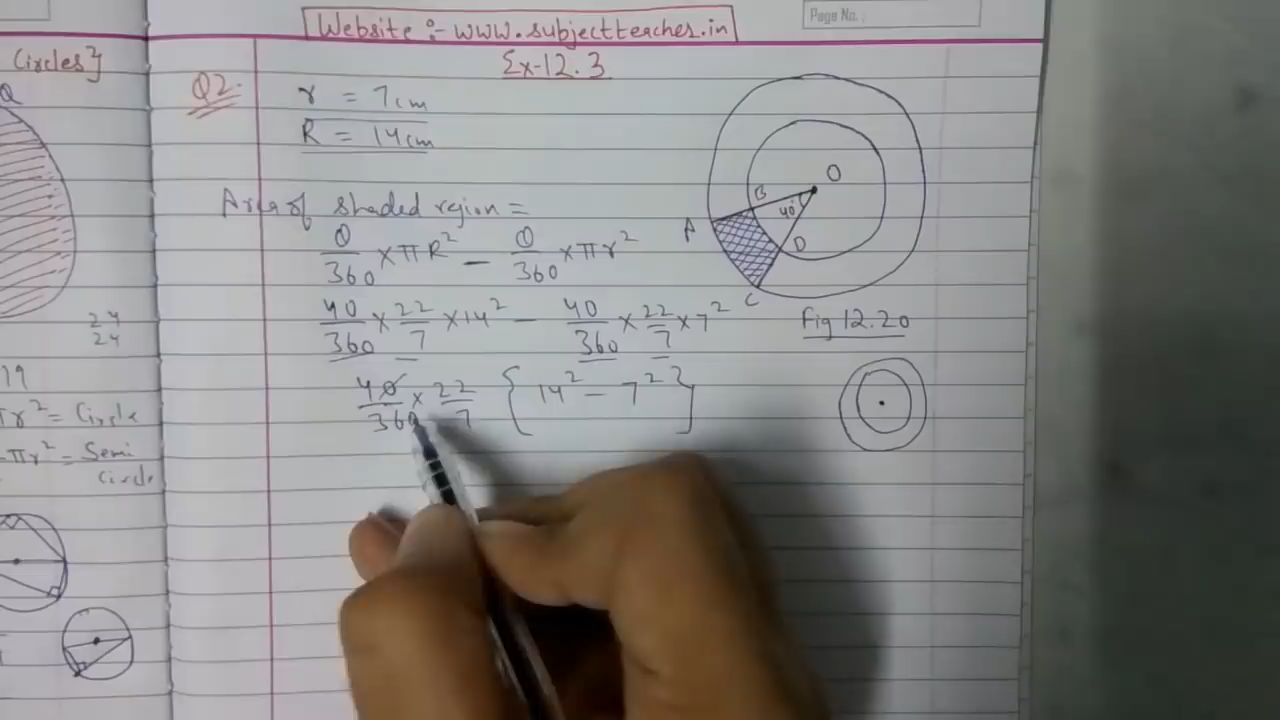 Website :- www.subjectteacher.in
Page No.
Ex-12.3
Circles}
Q
Q2.
r = 7cm
R = 14cm
Area of shaded region =
θ/360 × πR² - θ/360 × πr²
40/360 × 22/7 × 14² - 40/360 × 22/7 × 7²
40/360 × 22/7 { 14² - 7² }
O
B
40°
A
D
C
Fig 12.20
24
24
19
πr² = Circle
πr² = Semi
Circle